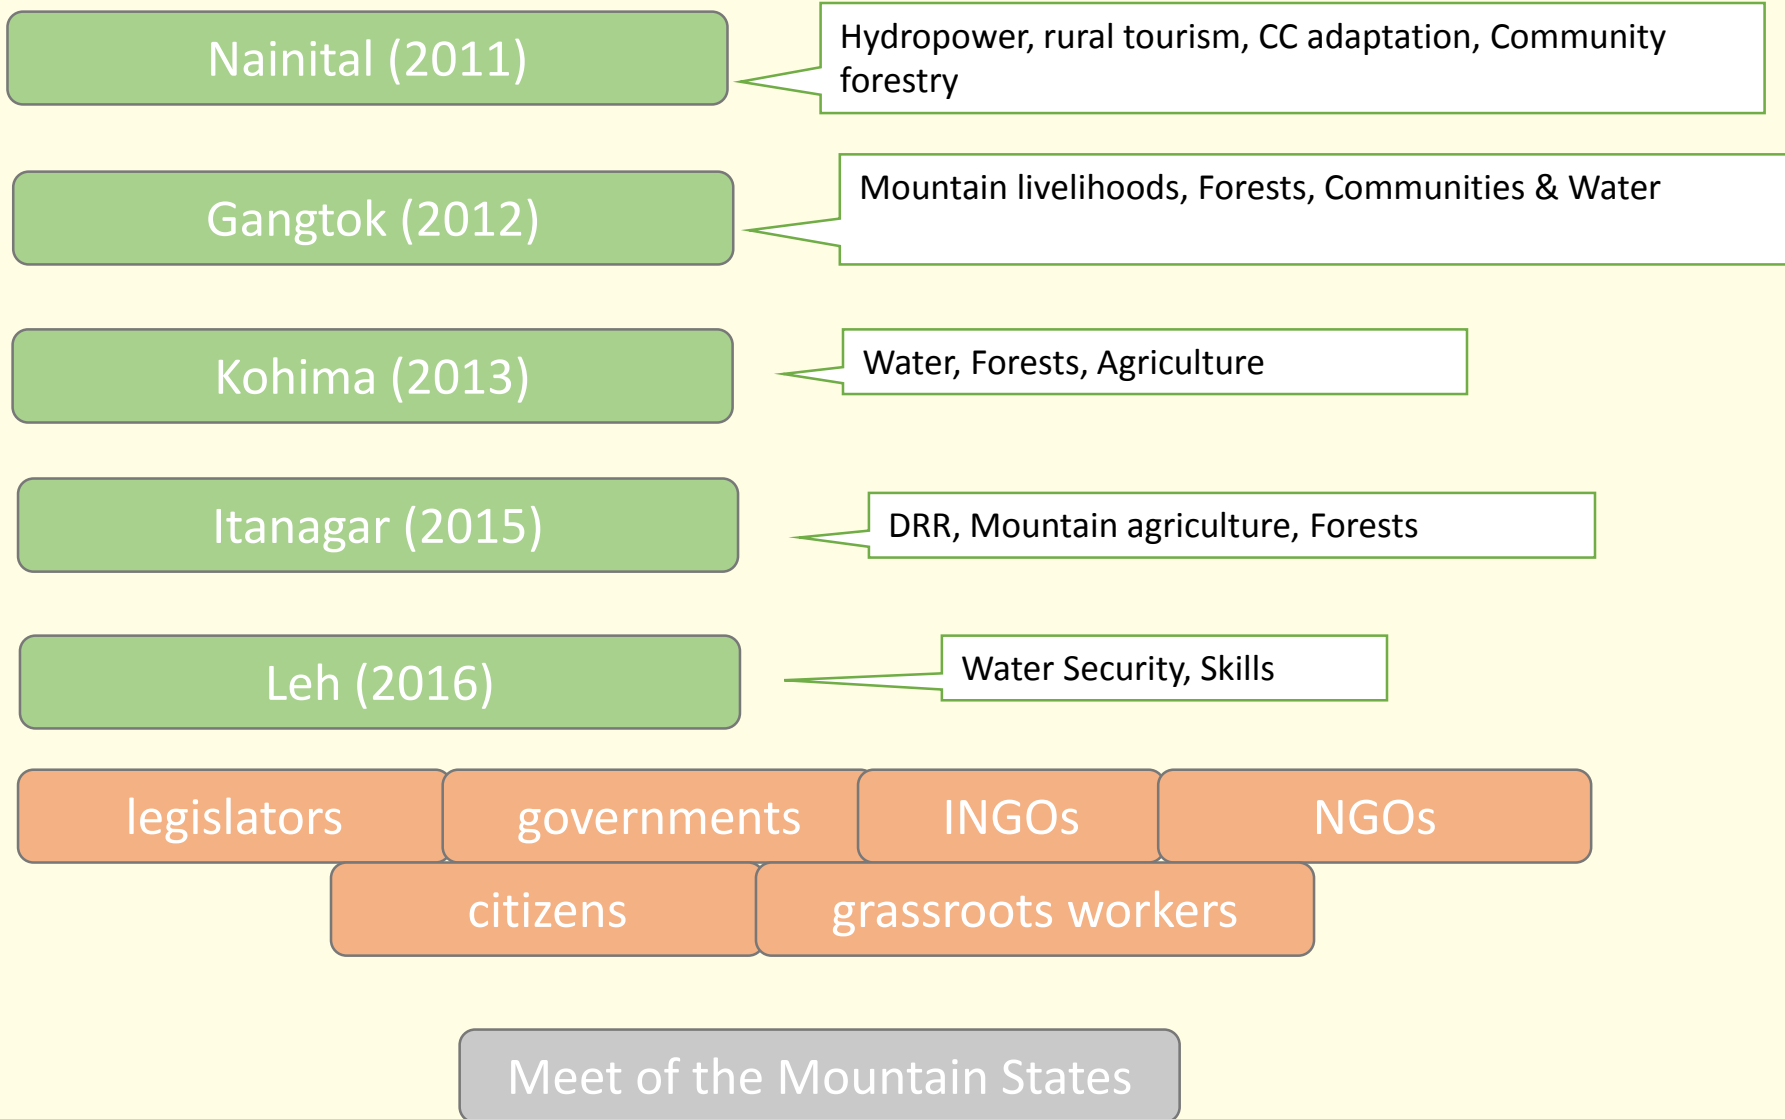 Nainital (2011)
Hydropower, rural tourism, CC adaptation, Community
forestry
Gangtok (2012)
Mountain livelihoods, Forests, Communities & Water
Kohima (2013)
Water, Forests, Agriculture
Itanagar (2015)
DRR, Mountain agriculture, Forests
Leh (2016)
Water Security, Skills
legislators
governments
INGOs
NGOs
citizens
grassroots workers
Meet of the Mountain States